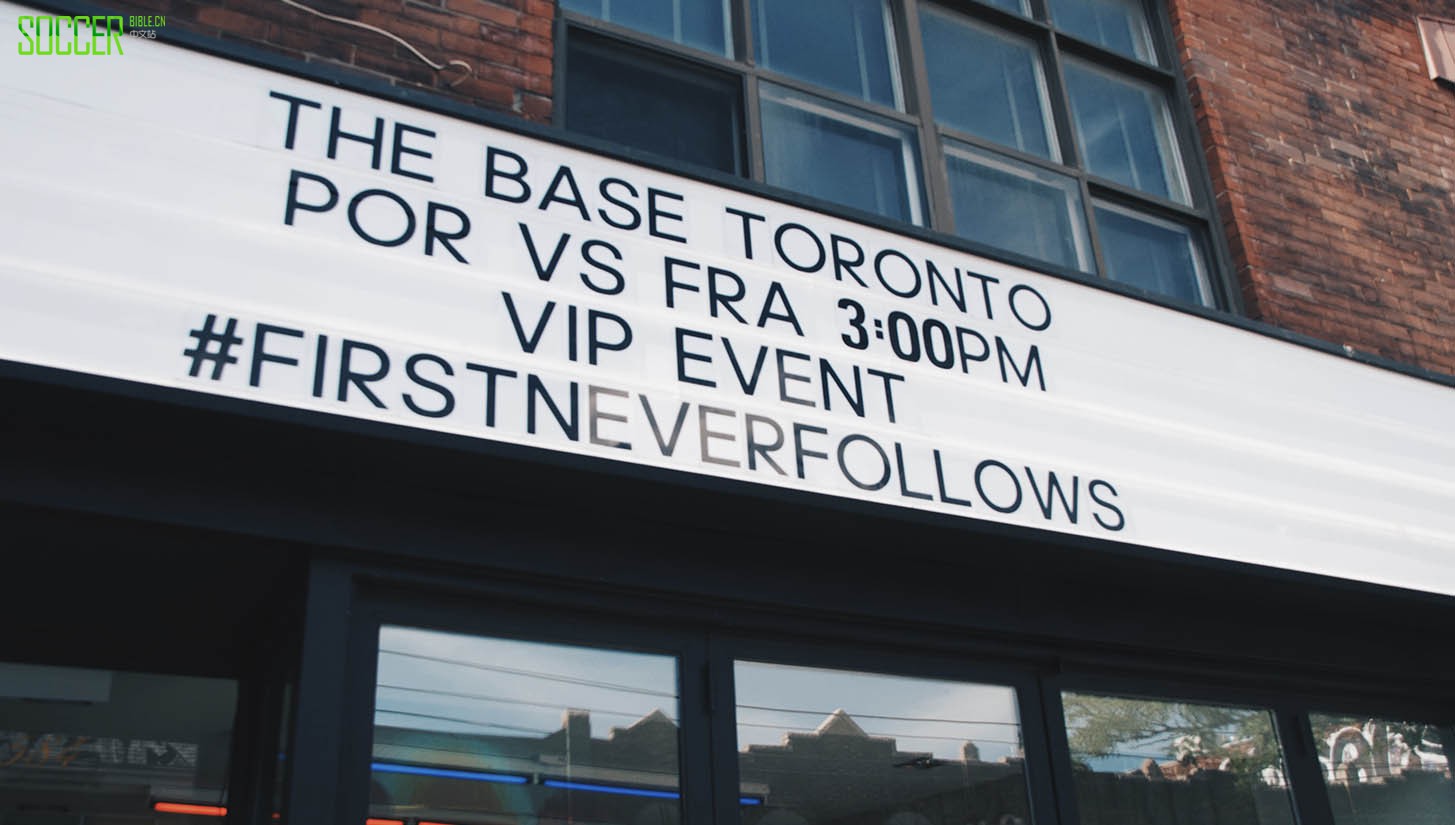 SOCCER BIBLE.CN
中文站
THE BASE TORONTO
POR VS FRA 3:00PM
VIP EVENT
#FIRSTNEVERFOLLOWS